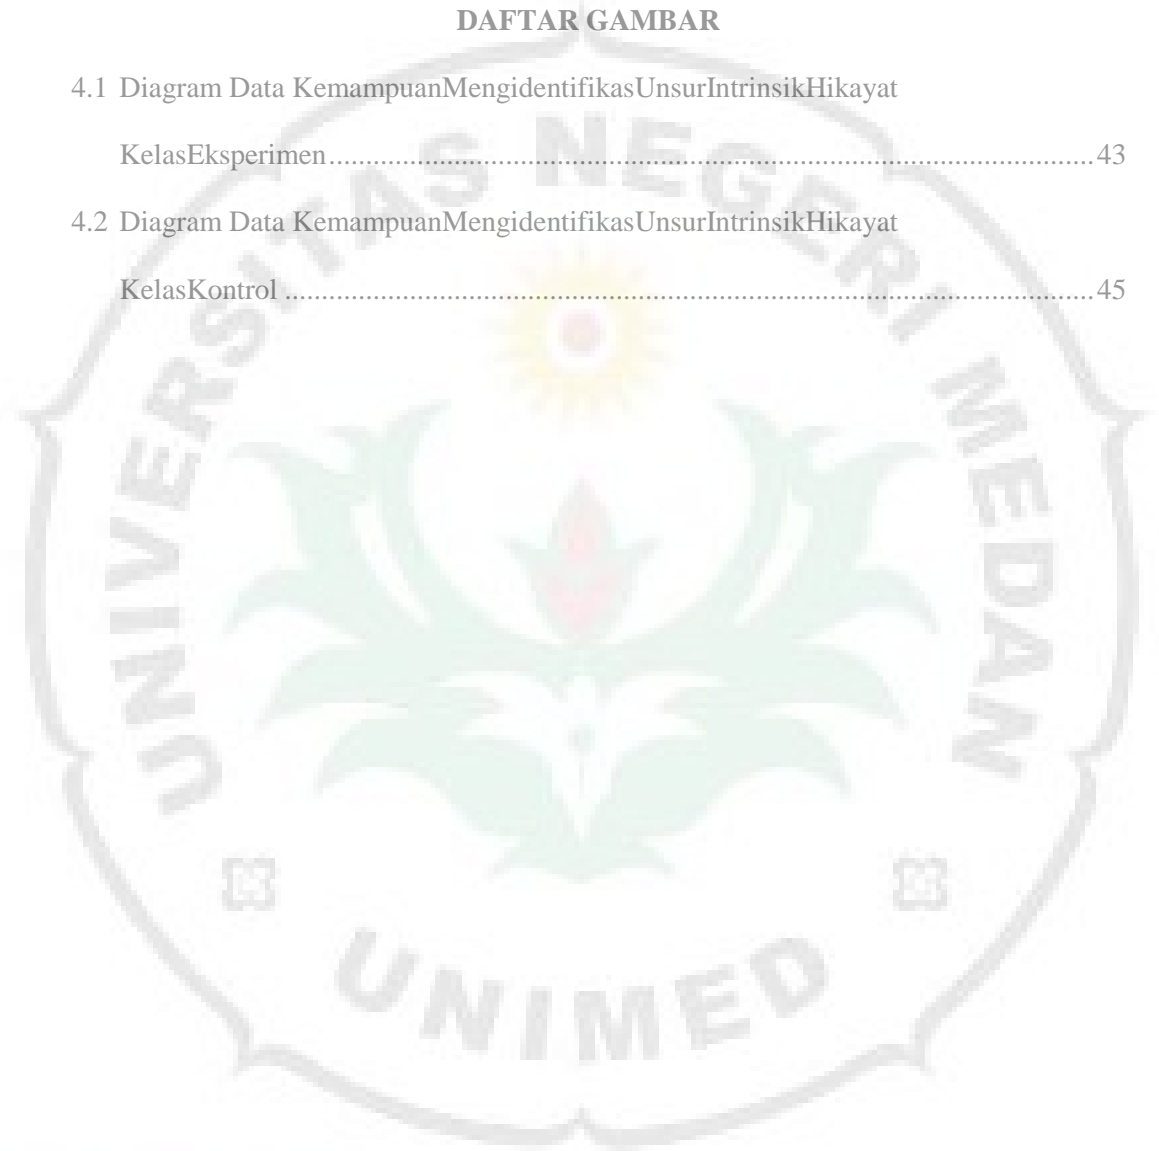 DAFTAR GAMBAR
4.1 Diagram Data KemampuanMengidentifikasUnsurIntrinsikHikayat
KelasEksperimen........................................................................................................43
4.2 Diagram Data KemampuanMengidentifikasUnsurIntrinsikHikayat
KelasKontrol ..............................................................................................................45
UNIVERSITAS NEGERI MEDAN
UNIMED